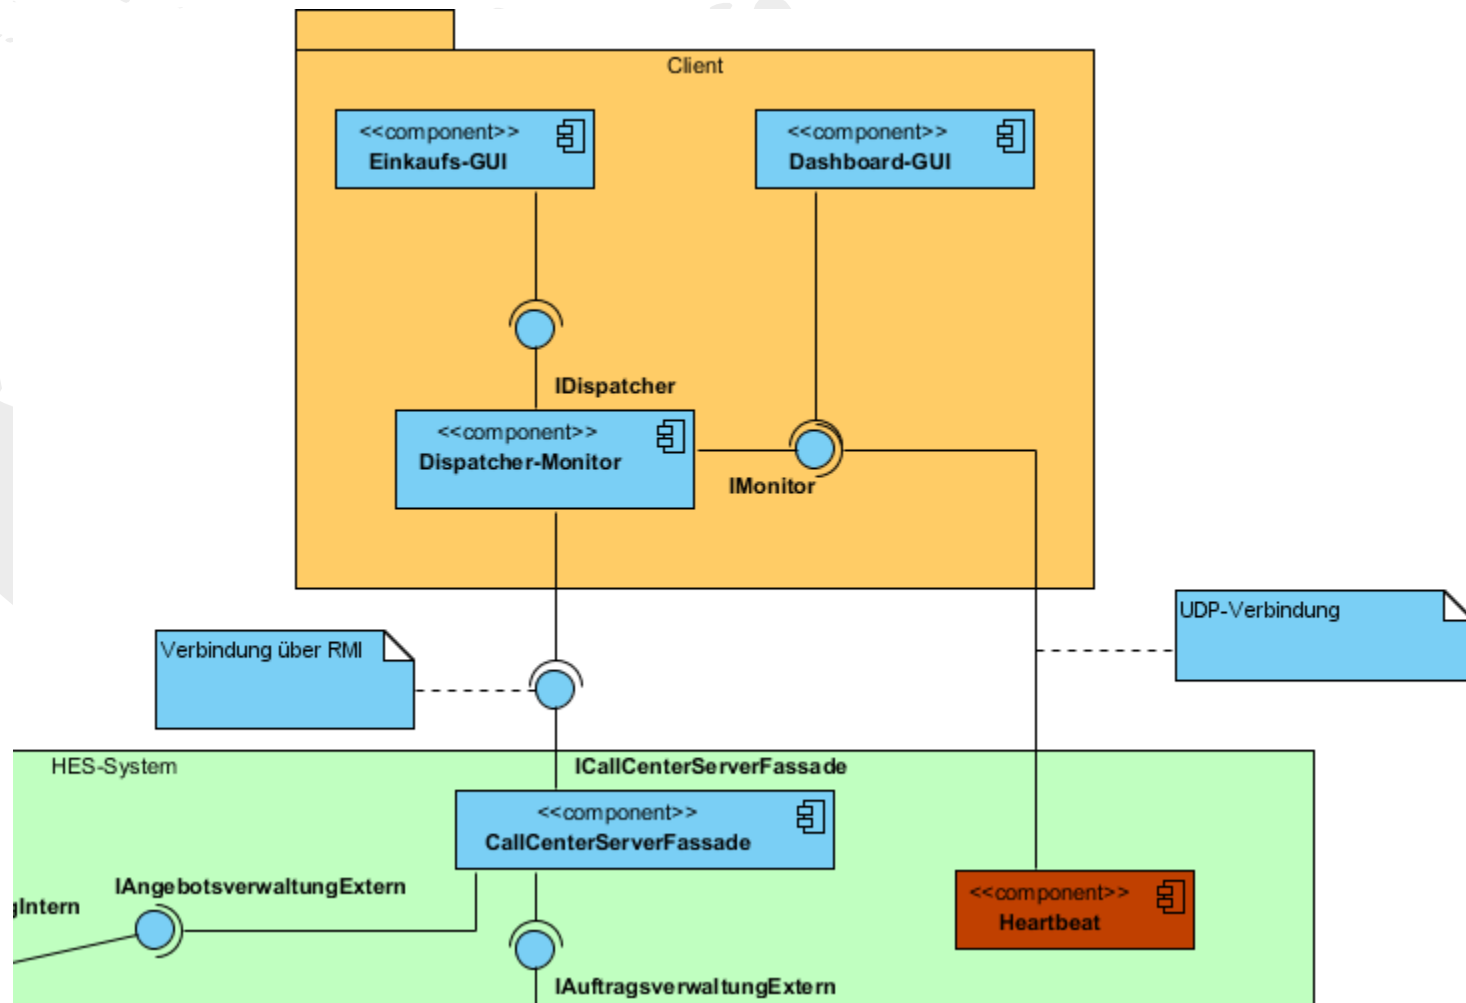 Client
<<component>>
Einkaufs-GUI
<<component>>
Dashboard-GUI
IDispatcher
<<component>>
Dispatcher-Monitor
IMonitor
UDP-Verbindung
Verbindung über RMI
HES-System
ICallCenterServerFassade
<<component>>
CallCenterServerFassade
IAngebotsverwaltungExtern
gIntern
<<component>>
Heartbeat
IAuftragsverwaltungExtern